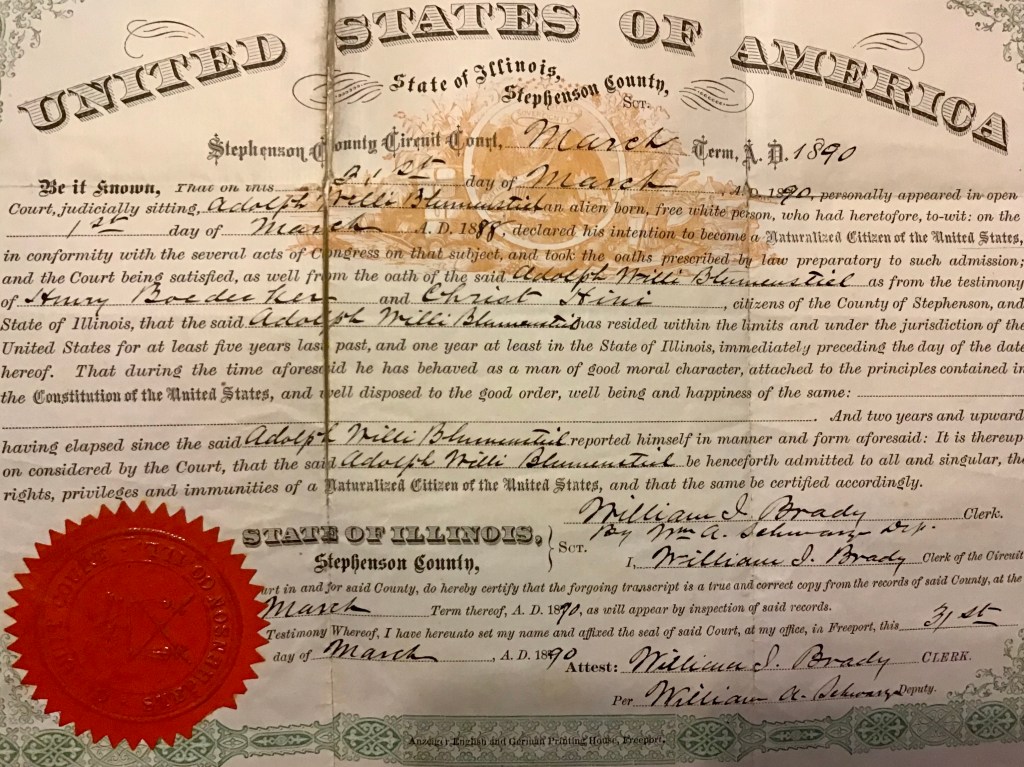 UNITED STATES OF AMERICA
State of Illinois,
Stephenson County, Sct.
Stephenson County Circuit Court, March Term, A. D. 1890
Be it Known, That on this 21st day of March A. D. 1890, personally appeared in open
Court, judicially sitting, Adolph Willi Blumenstiel an alien born, free white person, who had heretofore, to-wit: on the
1st day of March A. D. 1888, declared his intention to become a Naturalized Citizen of the United States,
in conformity with the several acts of Congress on that subject, and took the oaths prescribed by law preparatory to such admission;
and the Court being satisfied, as well from the oath of the said Adolph Willi Blumenstiel as from the testimony
of Henry Boedecker and Christ Hini, citizens of the County of Stephenson, and
State of Illinois, that the said Adolph Willi Blumenstiel has resided within the limits and under the jurisdiction of the
United States for at least five years last past, and one year at least in the State of Illinois, immediately preceding the day of the date
hereof. That during the time aforesaid he has behaved as a man of good moral character, attached to the principles contained in
the Constitution of the United States, and well disposed to the good order, well being and happiness of the same:
And two years and upward
having elapsed since the said Adolph Willi Blumenstiel reported himself in manner and form aforesaid: It is thereup
on considered by the Court, that the said Adolph Willi Blumenstiel be henceforth admitted to all and singular, the
rights, privileges and immunities of a Naturalized Citizen of the United States, and that the same be certified accordingly.
William J. Brady Clerk.
By Wm A. Schwarze Dep.
STATE OF ILLINOIS,
Stephenson County, Sct.
I, William J. Brady Clerk of the Circuit
Court in and for said County, do hereby certify that the forgoing transcript is a true and correct copy from the records of said County, at the
March Term thereof, A. D. 1890, as will appear by inspection of said records.
Testimony Whereof, I have hereunto set my name and affixed the seal of said Court, at my office, in Freeport, this 31st
day of March, A. D. 1890
Attest: William J. Brady CLERK.
Per William A. Schwarze Deputy.
Anzeiger English and German Printing House, Freeport.